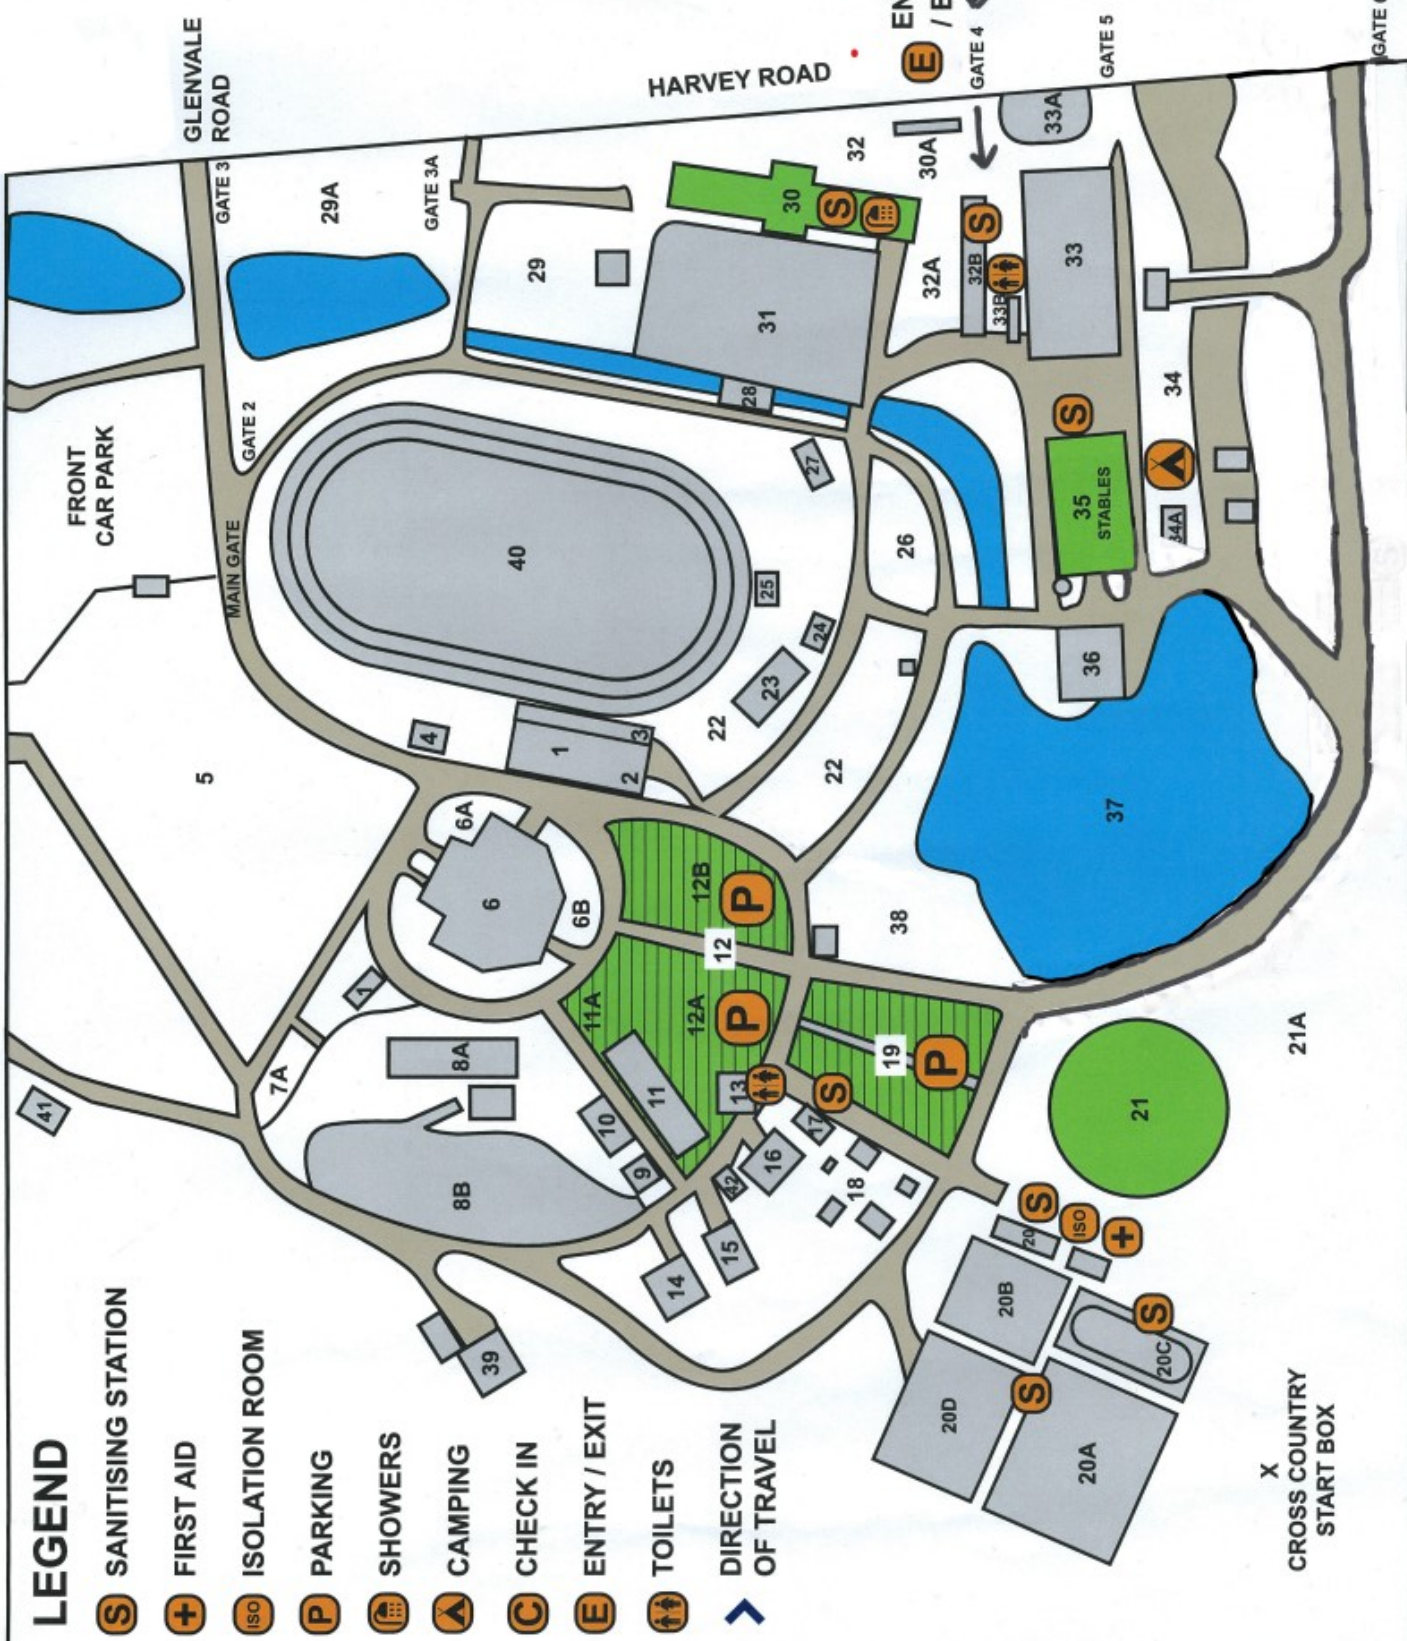 LEGEND
S SANITISING STATION
+ FIRST AID
ISO ISOLATION ROOM
P PARKING
SHOWERS
CAMPING
C CHECK IN
E ENTRY / EXIT
TOILETS
DIRECTION
OF TRAVEL
GLENVALE
ROAD
HARVEY ROAD
E
GATE 4
GATE 5
GATE 3
GATE 3A
29A
GATE 2
MAIN GATE
FRONT
CAR PARK
5
41
7A
4
40
29
31
30
S
32
30A
33A
32A
32B
S
33B
33
28
27
26
25
24
23
22
22
1
2
3
6A
6
6B
1
8A
8B
10
9
11
11A
12A
P
12
12B
P
13
S
17
16
42
15
14
18
39
19
P
38
37
36
35
STABLES
S
34
34A
21
21A
20
S
ISO
+
20B
20C
S
20D
S
20A
X
CROSS COUNTRY
START BOX